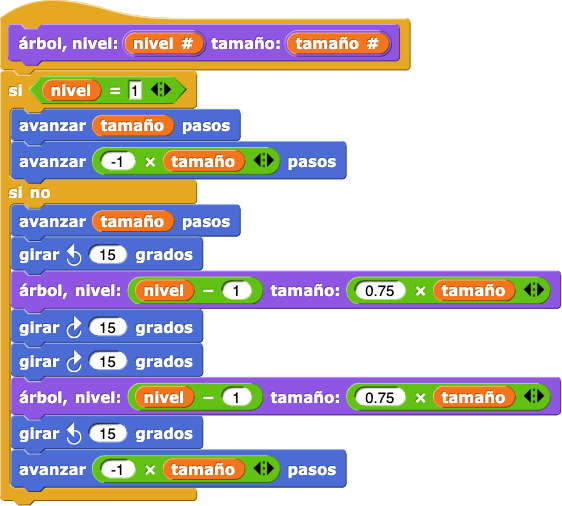 árbol, nivel: nivel # tamaño: tamaño #
si nivel = 1
avanzar tamaño pasos
avanzar -1 × tamaño pasos
si no
avanzar tamaño pasos
girar 15 grados
árbol, nivel: nivel − 1 tamaño: 0.75 × tamaño
girar 15 grados
girar 15 grados
árbol, nivel: nivel − 1 tamaño: 0.75 × tamaño
girar 15 grados
avanzar -1 × tamaño pasos